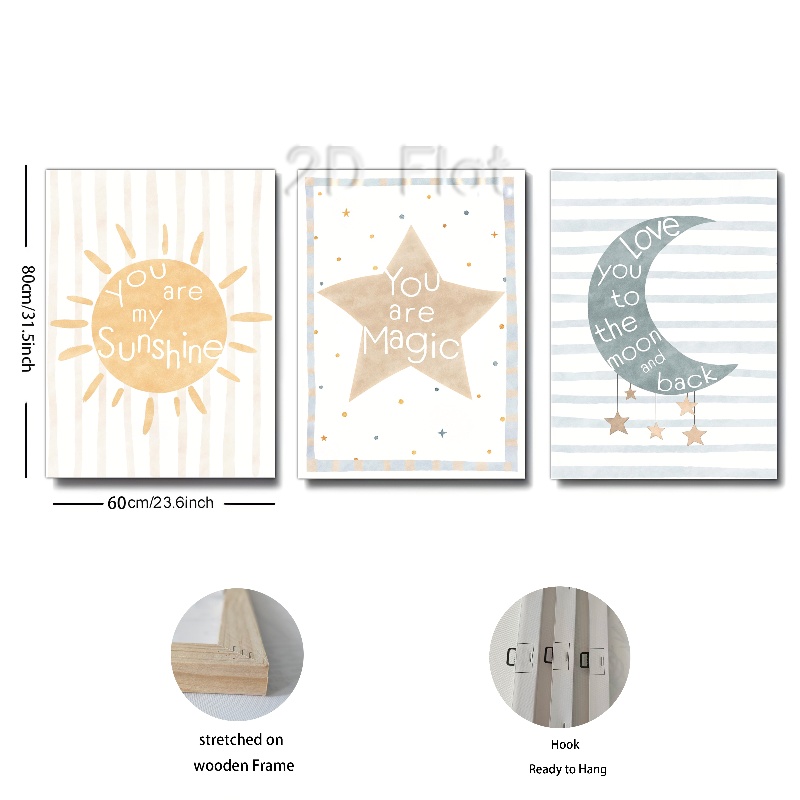 2D Flat
80cm/31.5inch
you are
my
Sunshine
You
are
Magic
Love
you
to
the
moon
and
back
60cm/23.6inch
stretched on
wooden Frame
Hook
Ready to Hang